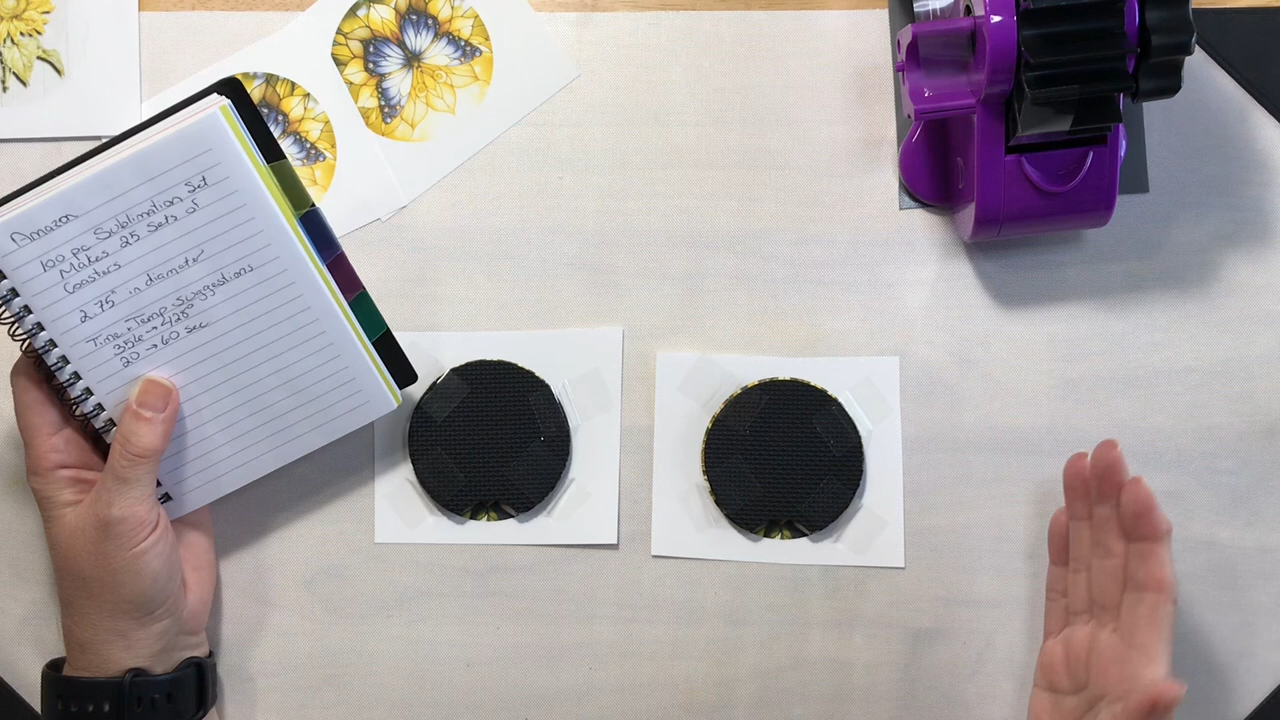 Amazon
100 pc Sublimation Set
Makes 25 Sets of
Coasters
2.75" in diameter
Time & Temp Suggestions
356 → 428°
20 → 60 sec